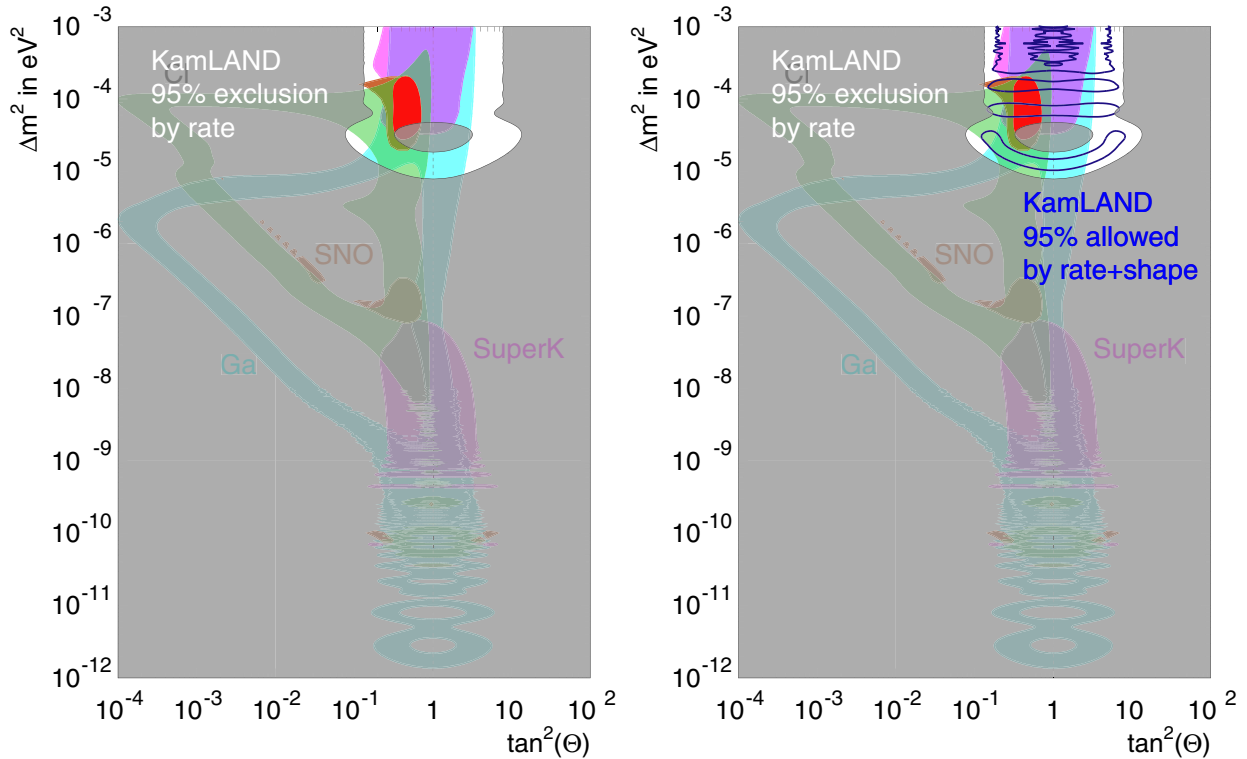 Δm² in eV²
10⁻³
10⁻⁴
10⁻⁵
10⁻⁶
10⁻⁷
10⁻⁸
10⁻⁹
10⁻¹⁰
10⁻¹¹
10⁻¹²
Cl
KamLAND
95% exclusion
by rate
SNO
SuperK
Ga
10⁻⁴
10⁻³
10⁻²
10⁻¹
1
10
10²
tan²(Θ)
Δm² in eV²
10⁻³
10⁻⁴
10⁻⁵
10⁻⁶
10⁻⁷
10⁻⁸
10⁻⁹
10⁻¹⁰
10⁻¹¹
10⁻¹²
Cl
KamLAND
95% exclusion
by rate
KamLAND
95% allowed
by rate+shape
SNO
SuperK
Ga
10⁻⁴
10⁻³
10⁻²
10⁻¹
1
10
10²
tan²(Θ)